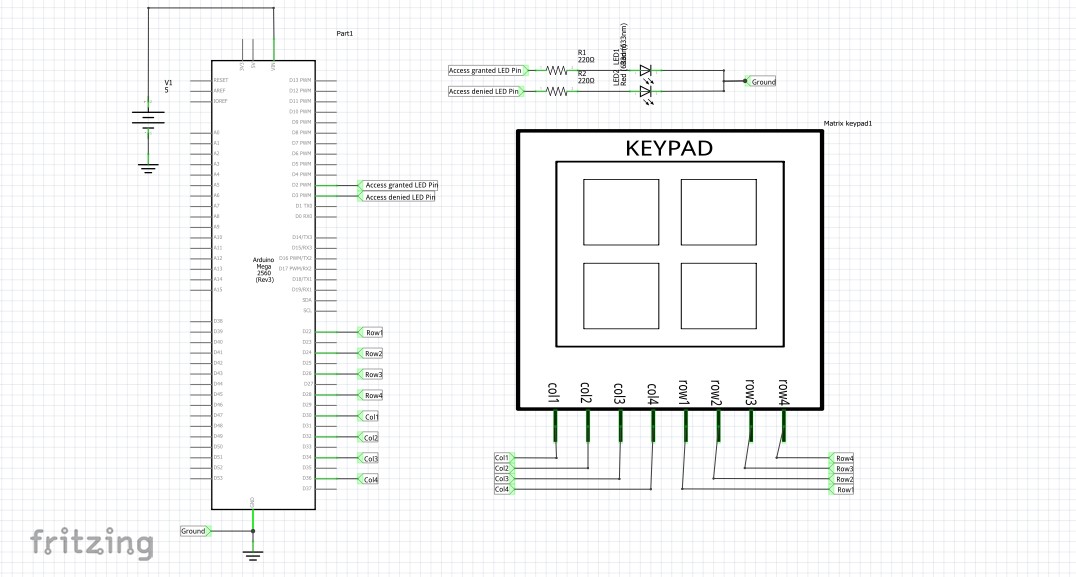 Part1
V1
5
RESET
AREF
IOREF
A0
A1
A2
A3
A4
A5
A6
A7
A8
A9
A10
A11
A12
A13
A14
A15
D38
D39
D40
D41
D42
D43
D44
D45
D46
D47
D48
D49
D50
D51
D52
D53
Arduino
Mega
2560
(Rev3)
D13 PWM
D12 PWM
D11 PWM
D10 PWM
D9 PWM
D8 PWM
D7 PWM
D6 PWM
D5 PWM
D4 PWM
D2 PWM
D3 PWM
D1 TX0
D0 RX0
D14/TX3
D15/RX3
D16 PWM/TX2
D17 PWM/RX2
D18/TX1
D19/RX1
SDA
SCL
D22
D23
D24
D25
D26
D27
D28
D29
D30
D31
D32
D33
D34
D35
D36
D37
GND
Access granted LED Pin
Access denied LED Pin
Row1
Row2
Row3
Row4
Col1
Col2
Col3
Col4
Ground
fritzing
Access granted LED Pin
Access denied LED Pin
R1
220Ω
R2
220Ω
LED1
LED2
Ground
Matrix keypad1
KEYPAD
col1 col2 col3 col4 row1 row2 row3 row4
Col1
Col2
Col3
Col4
Row4
Row3
Row2
Row1